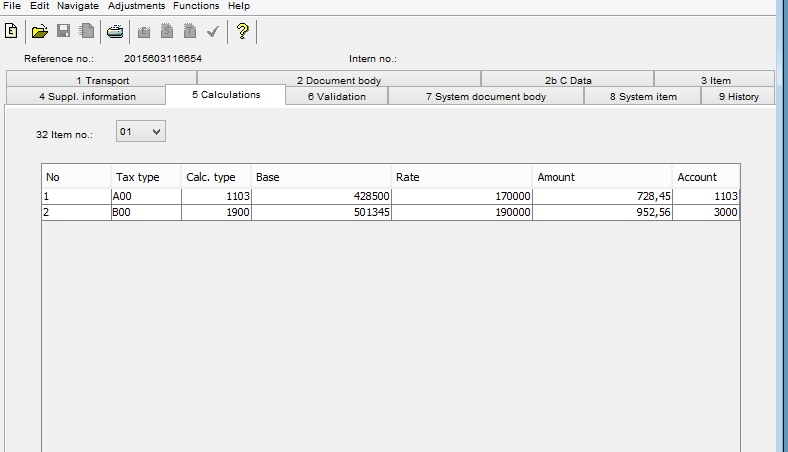 File Edit Navigate Adjustments Functions Help
Reference no.: 2015603116654 Intern no.:
1 Transport 2 Document body 2b C Data 3 Item
4 Suppl. information 5 Calculations 6 Validation 7 System document body 8 System item 9 History
32 Item no.: 01
No Tax type Calc. type Base Rate Amount Account
1 A00 1103 428500 170000 728,45 1103
2 B00 1900 501345 190000 952,56 3000